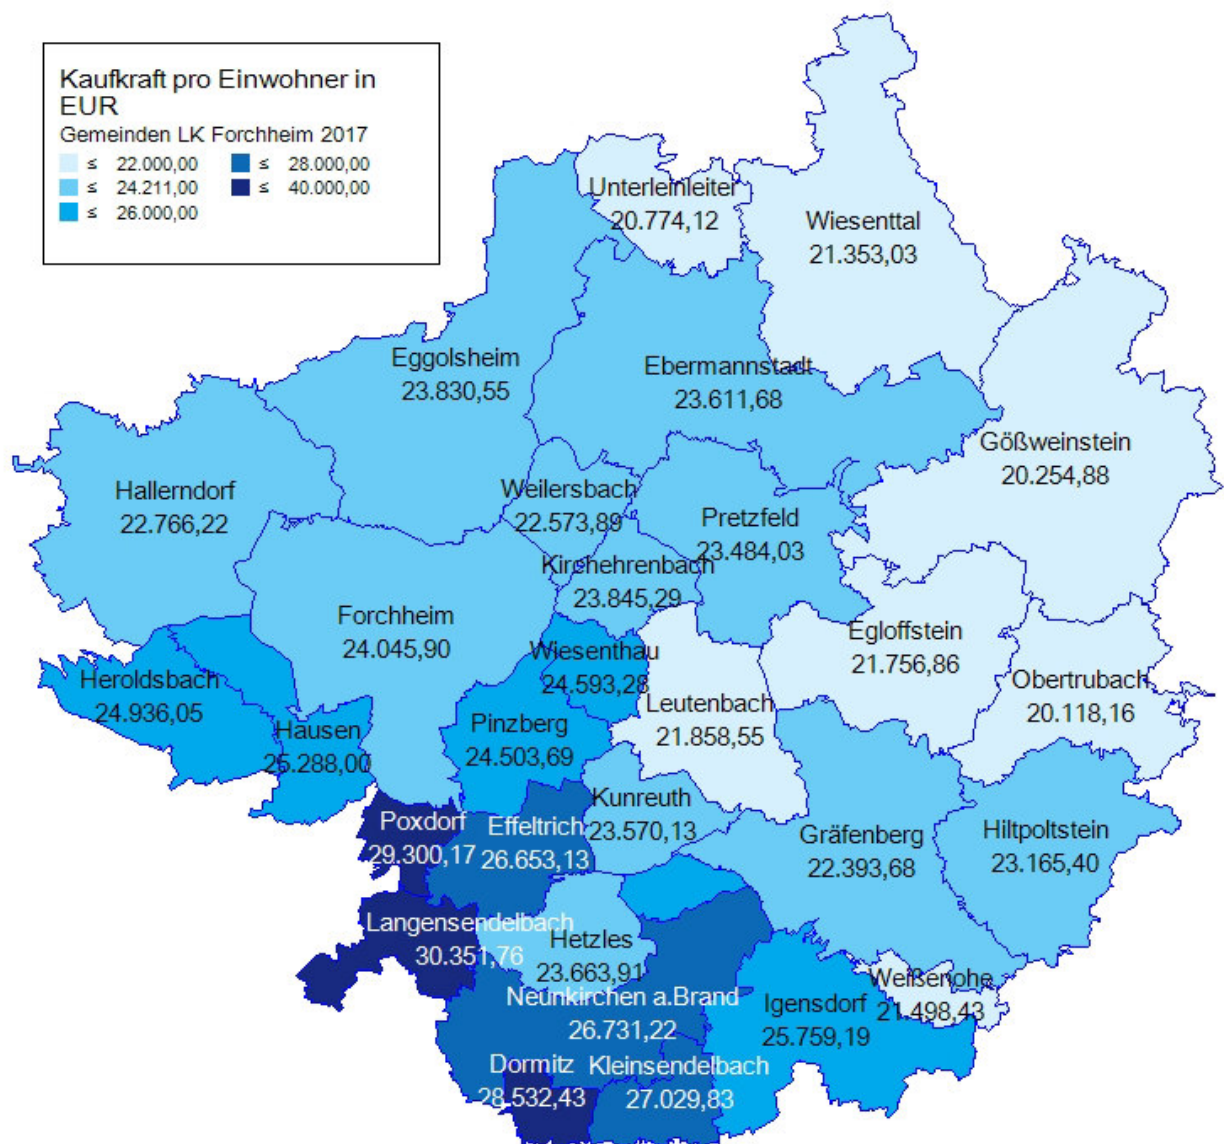 Kaufkraft pro Einwohner in
EUR
Gemeinden LK Forchheim 2017
≤ 22.000,00 ≤ 28.000,00
≤ 24.211,00 ≤ 40.000,00
≤ 26.000,00
Unterleinleiter
20.774,12
Wiesenttal
21.353,03
Eggolsheim
23.830,55
Ebermannstadt
23.611,68
Gößweinstein
20.254,88
Hallerndorf
22.766,22
Weilersbach
22.573,89
Pretzfeld
23.484,03
Kirchehrenbach
23.845,29
Forchheim
24.045,90
Egloffstein
21.756,86
Wiesenthau
24.593,28
Heroldsbach
24.936,05
Obertrubach
20.118,16
Leutenbach
21.858,55
Hausen
25.288,00
Pinzberg
24.503,69
Kunreuth
23.570,13
Poxdorf
29.300,17
Effeltrich
26.653,13
Gräfenberg
22.393,68
Hiltpoltstein
23.165,40
Langensendelbach
30.351,76
Hetzles
23.663,91
Weißenohe
21.498,43
Neunkirchen a.Brand
26.731,22
Igensdorf
25.759,19
Dormitz
28.532,43
Kleinsendelbach
27.029,83